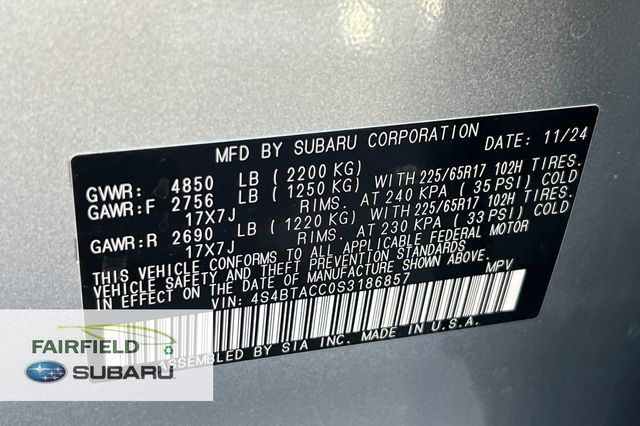 MFD BY SUBARU CORPORATION DATE: 11/24
GVWR: 4850 LB (2200 KG)
GAWR:F 2756 LB (1250 KG) WITH 225/65R17 102H TIRES.
17X7J RIMS. AT 240 KPA (35 PSI) COLD
GAWR:R 2690 LB (1220 KG) WITH 225/65R17 102H TIRES.
17X7J RIMS. AT 230 KPA (33 PSI) COLD
THIS VEHICLE CONFORMS TO ALL APPLICABLE FEDERAL MOTOR
VEHICLE SAFETY AND THEFT PREVENTION STANDARDS
IN EFFECT ON THE DATE OF MANUFACTURE SHOWN ABOVE.
VIN: 4S4BTACC0S3186857 MPV
ASSEMBLED BY SIA INC. MADE IN U.S.A.
FAIRFIELD
SUBARU